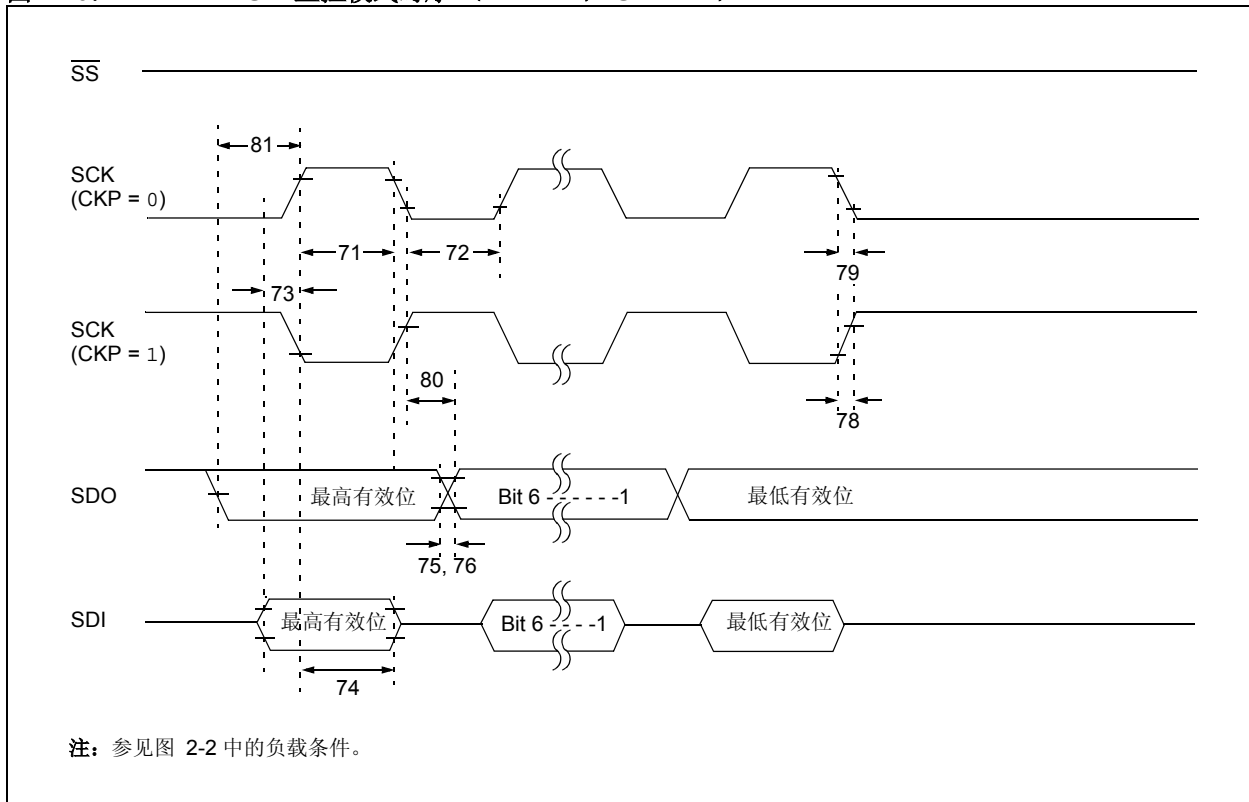 SS
81
SCK
(CKP = 0)
71
72
79
73
SCK
(CKP = 1)
80
78
SDO
最高有效位
Bit 6 - - - - - -1
最低有效位
75, 76
SDI
最高有效位
Bit 6 - - - -1
最低有效位
74
注：参见图 2-2 中的负载条件。